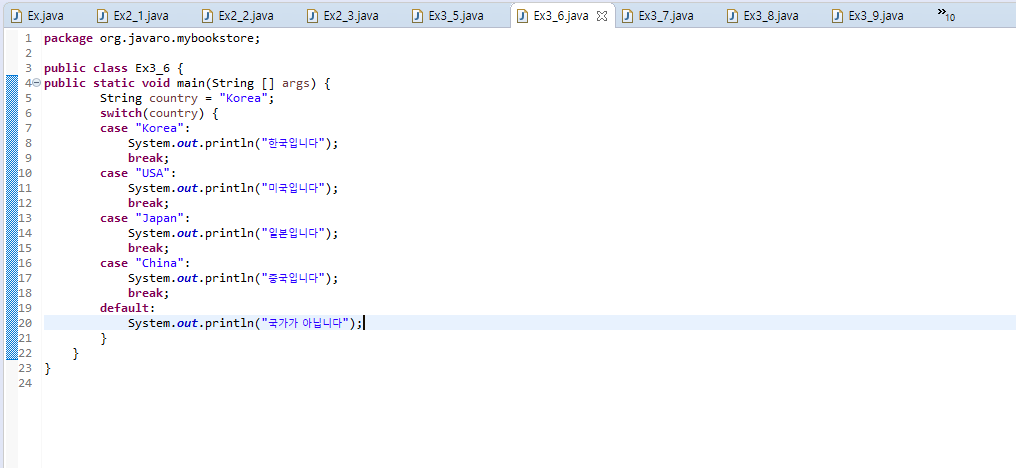 Ex.java Ex2_1.java Ex2_2.java Ex2_3.java Ex3_5.java Ex3_6.java Ex3_7.java Ex3_8.java Ex3_9.java »10
1 package org.javaro.mybookstore;
2
3 public class Ex3_6 {
4 public static void main(String [] args) {
5 String country = "Korea";
6 switch(country) {
7 case "Korea":
8 System.out.println("한국입니다");
9 break;
10 case "USA":
11 System.out.println("미국입니다");
12 break;
13 case "Japan":
14 System.out.println("일본입니다");
15 break;
16 case "China":
17 System.out.println("중국입니다");
18 break;
19 default:
20 System.out.println("국가가 아닙니다");
21 }
22 }
23 }
24